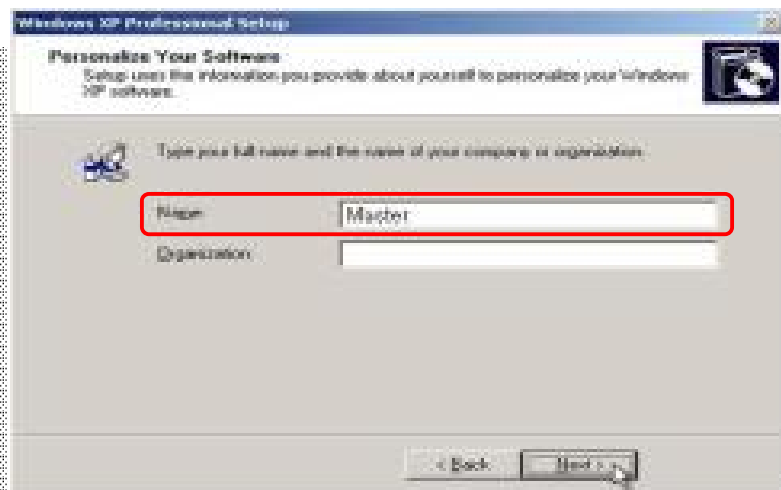 Windows XP Professional Setup
Personalize Your Software
Setup uses the information you provide about yourself to personalize your Windows
XP software.
Type your full name and the name of your company or organization.
Name:
Master
Organization:
< Back
Next >